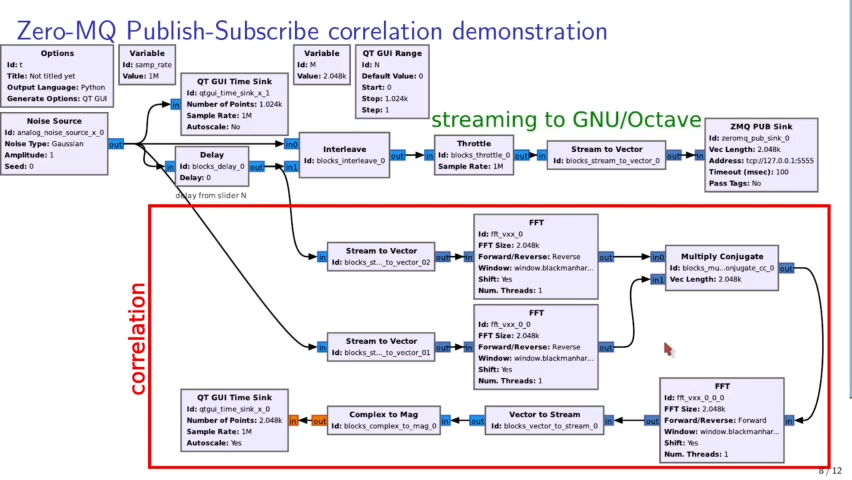 Zero-MQ Publish-Subscribe correlation demonstration
Options
Id: t
Title: Not titled yet
Output Language: Python
Generate Options: QT GUI
Variable
Id: samp_rate
Value: 1M
Variable
Id: M
Value: 2.048k
QT GUI Range
Id: N
Default Value: 0
Start: 0
Stop: 1.024k
Step: 1
QT GUI Time Sink
Id: qtgui_time_sink_x_1
Number of Points: 1.024k
Sample Rate: 1M
Autoscale: No
in
streaming to GNU/Octave
Noise Source
Id: analog_noise_source_x_0
Noise Type: Gaussian
Amplitude: 1
Seed: 0
out
Delay
Id: blocks_delay_0
Delay: 0
in
out
delay from slider N
Interleave
Id: blocks_interleave_0
in0
in1
out
Throttle
Id: blocks_throttle_0
Sample Rate: 1M
in
out
Stream to Vector
Id: blocks_stream_to_vector_0
in
out
ZMQ PUB Sink
Id: zeromq_pub_sink_0
Vec Length: 2.048k
Address: tcp://127.0.0.1:5555
Timeout (msec): 100
Pass Tags: No
in
correlation
Stream to Vector
Id: blocks_st..._to_vector_02
in
out
FFT
Id: fft_vxx_0
FFT Size: 2.048k
Forward/Reverse: Reverse
Window: window.blackmanhar...
Shift: Yes
Num. Threads: 1
in
out
Multiply Conjugate
Id: blocks_mu...onjugate_cc_0
Vec Length: 2.048k
in0
in1
out
Stream to Vector
Id: blocks_st..._to_vector_01
in
out
FFT
Id: fft_vxx_0_0
FFT Size: 2.048k
Forward/Reverse: Reverse
Window: window.blackmanhar...
Shift: Yes
Num. Threads: 1
in
out
QT GUI Time Sink
Id: qtgui_time_sink_x_0
Number of Points: 2.048k
Sample Rate: 1M
Autoscale: Yes
in
Complex to Mag
Id: blocks_complex_to_mag_0
out
in
Vector to Stream
Id: blocks_vector_to_stream_0
out
in
FFT
Id: fft_vxx_0_0_0
FFT Size: 2.048k
Forward/Reverse: Forward
Window: window.blackmanhar...
Shift: Yes
Num. Threads: 1
out
in
8 / 12